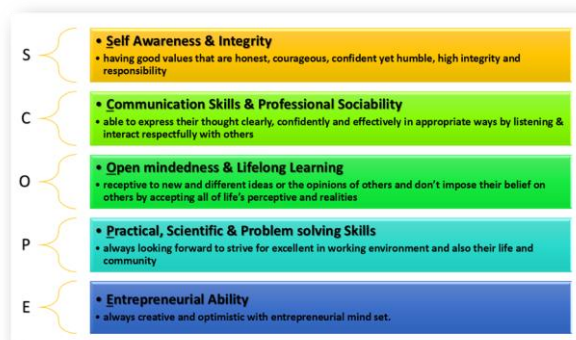 S
• Self Awareness & Integrity
• having good values that are honest, courageous, confident yet humble, high integrity and
responsibility
C
• Communication Skills & Professional Sociability
• able to express their thought clearly, confidently and effectively in appropriate ways by listening &
interact respectfully with others
O
• Open mindedness & Lifelong Learning
• receptive to new and different ideas or the opinions of others and don't impose their belief on
others by accepting all of life's perceptive and realities
P
• Practical, Scientific & Problem solving Skills
• always looking forward to strive for excellent in working environment and also their life and
community
E
• Entrepreneurial Ability
• always creative and optimistic with entrepreneurial mind set.